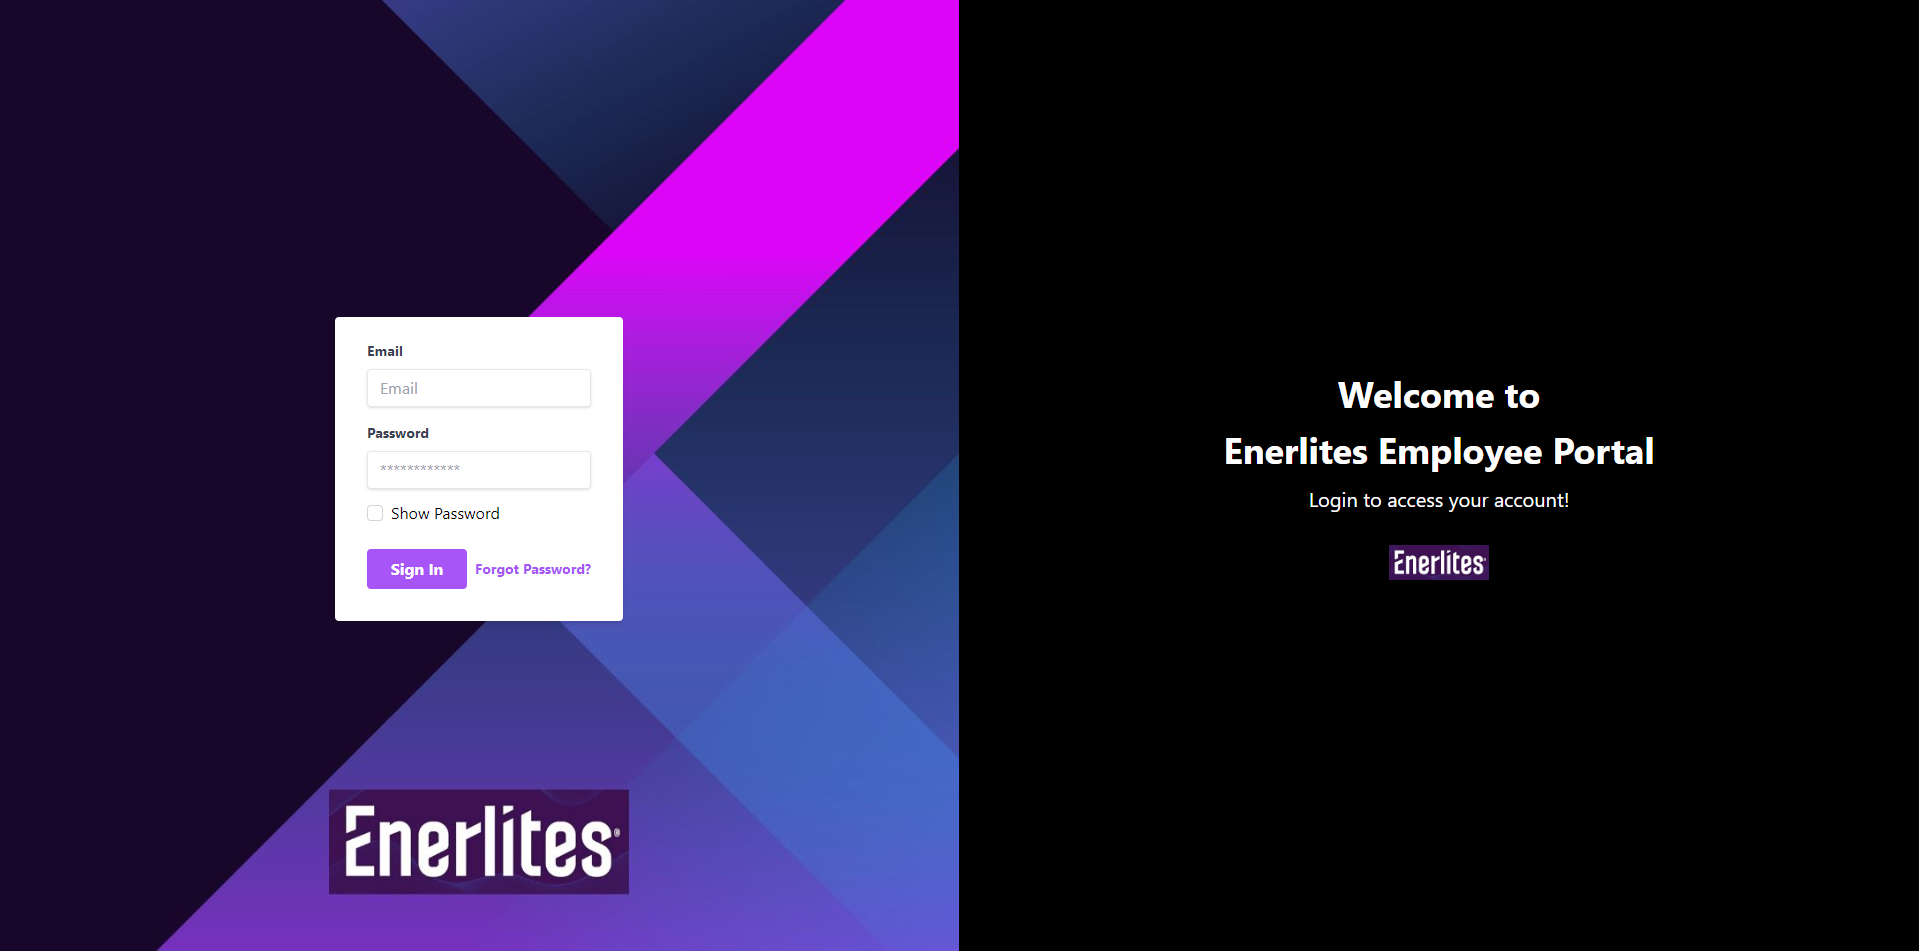 Email
Email
Password
************
Show Password
Sign In Forgot Password?
Enerlites®
Welcome to
Enerlites Employee Portal
Login to access your account!
Enerlites